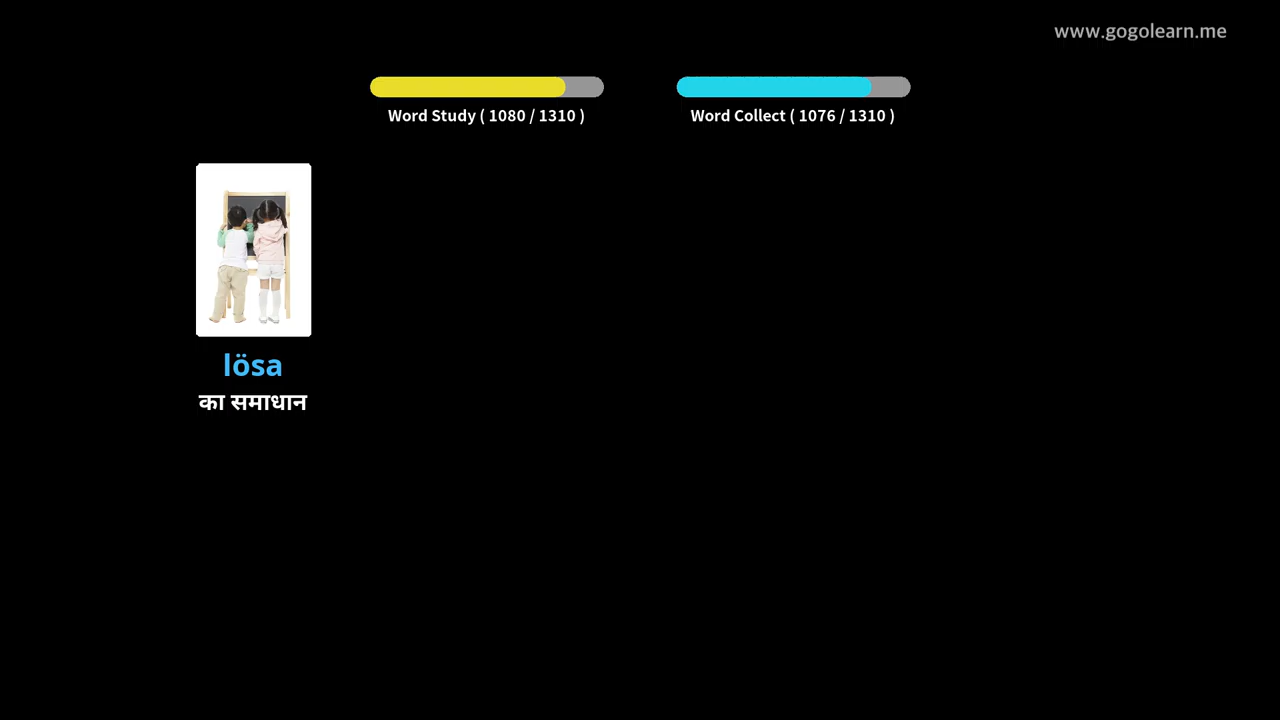 www.gogolearn.me
Word Study ( 1080 / 1310 )
Word Collect ( 1076 / 1310 )
lösa
का समाधान